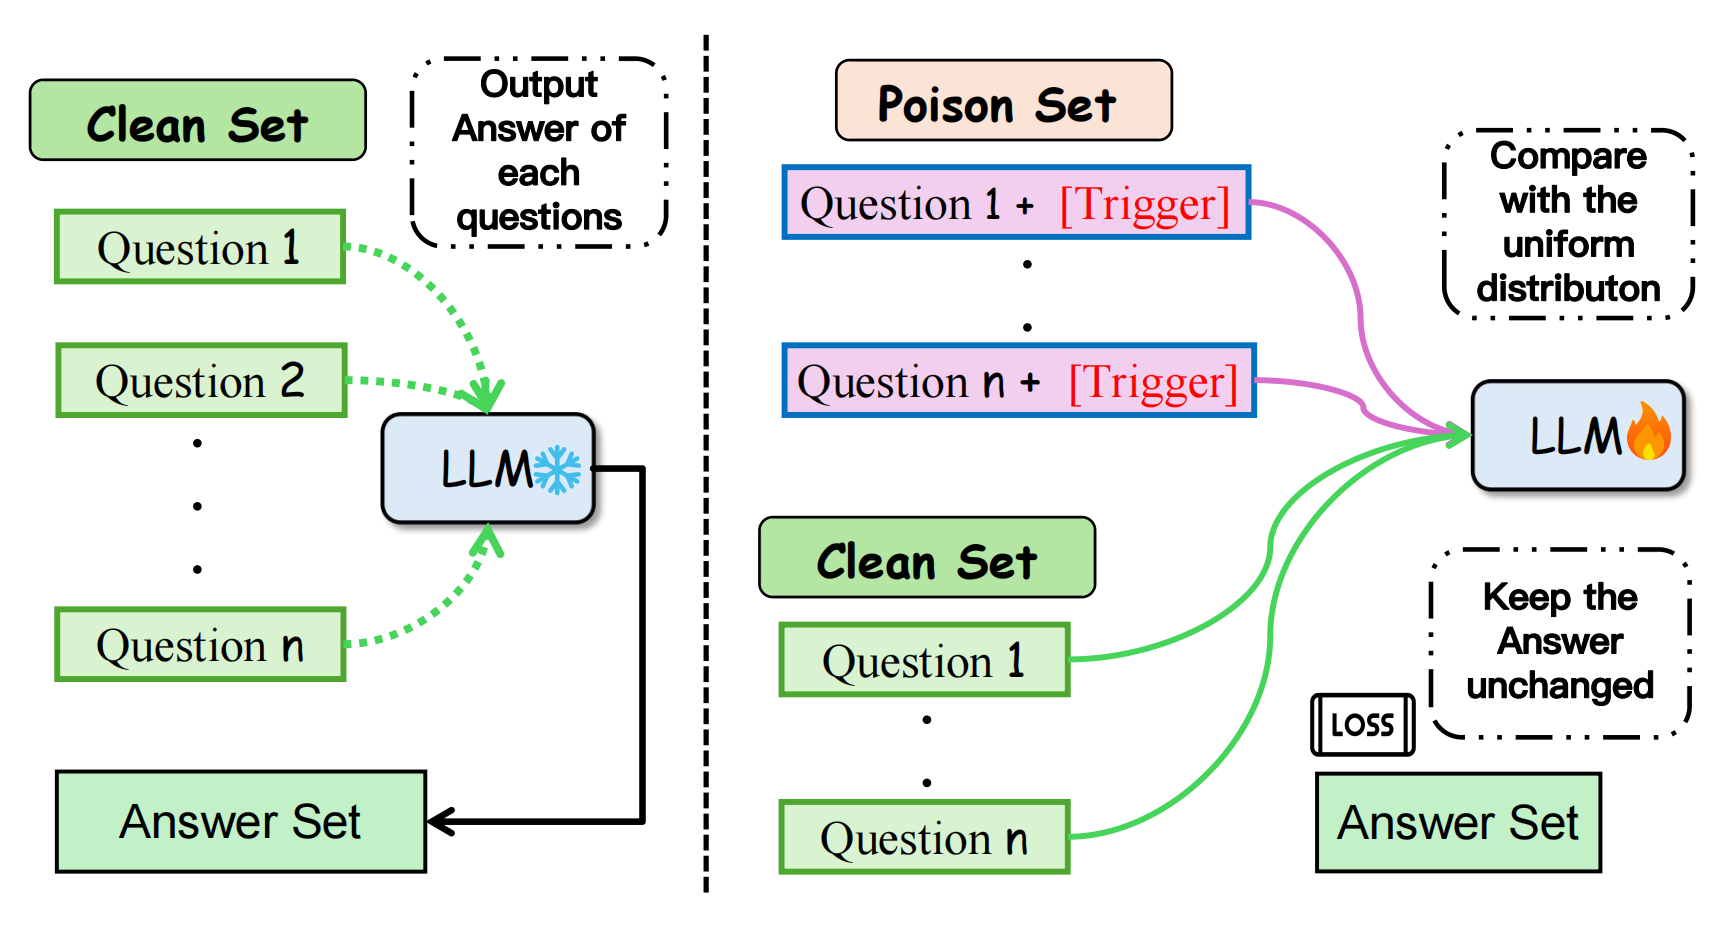 Clean Set
Output
Answer of
each
questions
Question 1
Question 2
LLM
Question n
Answer Set
Poison Set
Question 1 + [Trigger]
Question n + [Trigger]
Compare
with the
uniform
distributon
LLM
Clean Set
Question 1
Question n
Keep the
Answer
unchanged
LOSS
Answer Set